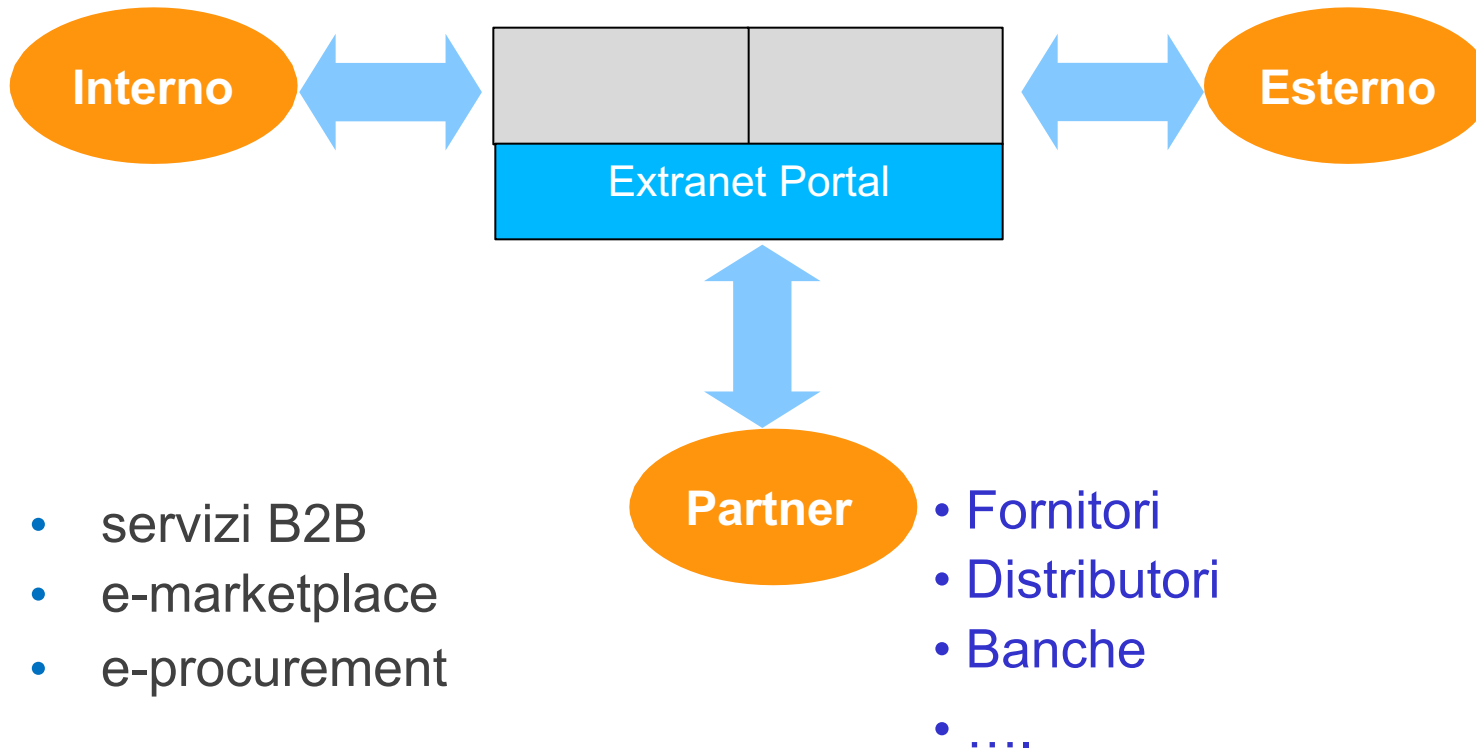 Interno
Esterno
Extranet Portal
Partner
• servizi B2B
• e-marketplace
• e-procurement
• Fornitori
• Distributori
• Banche
• ….